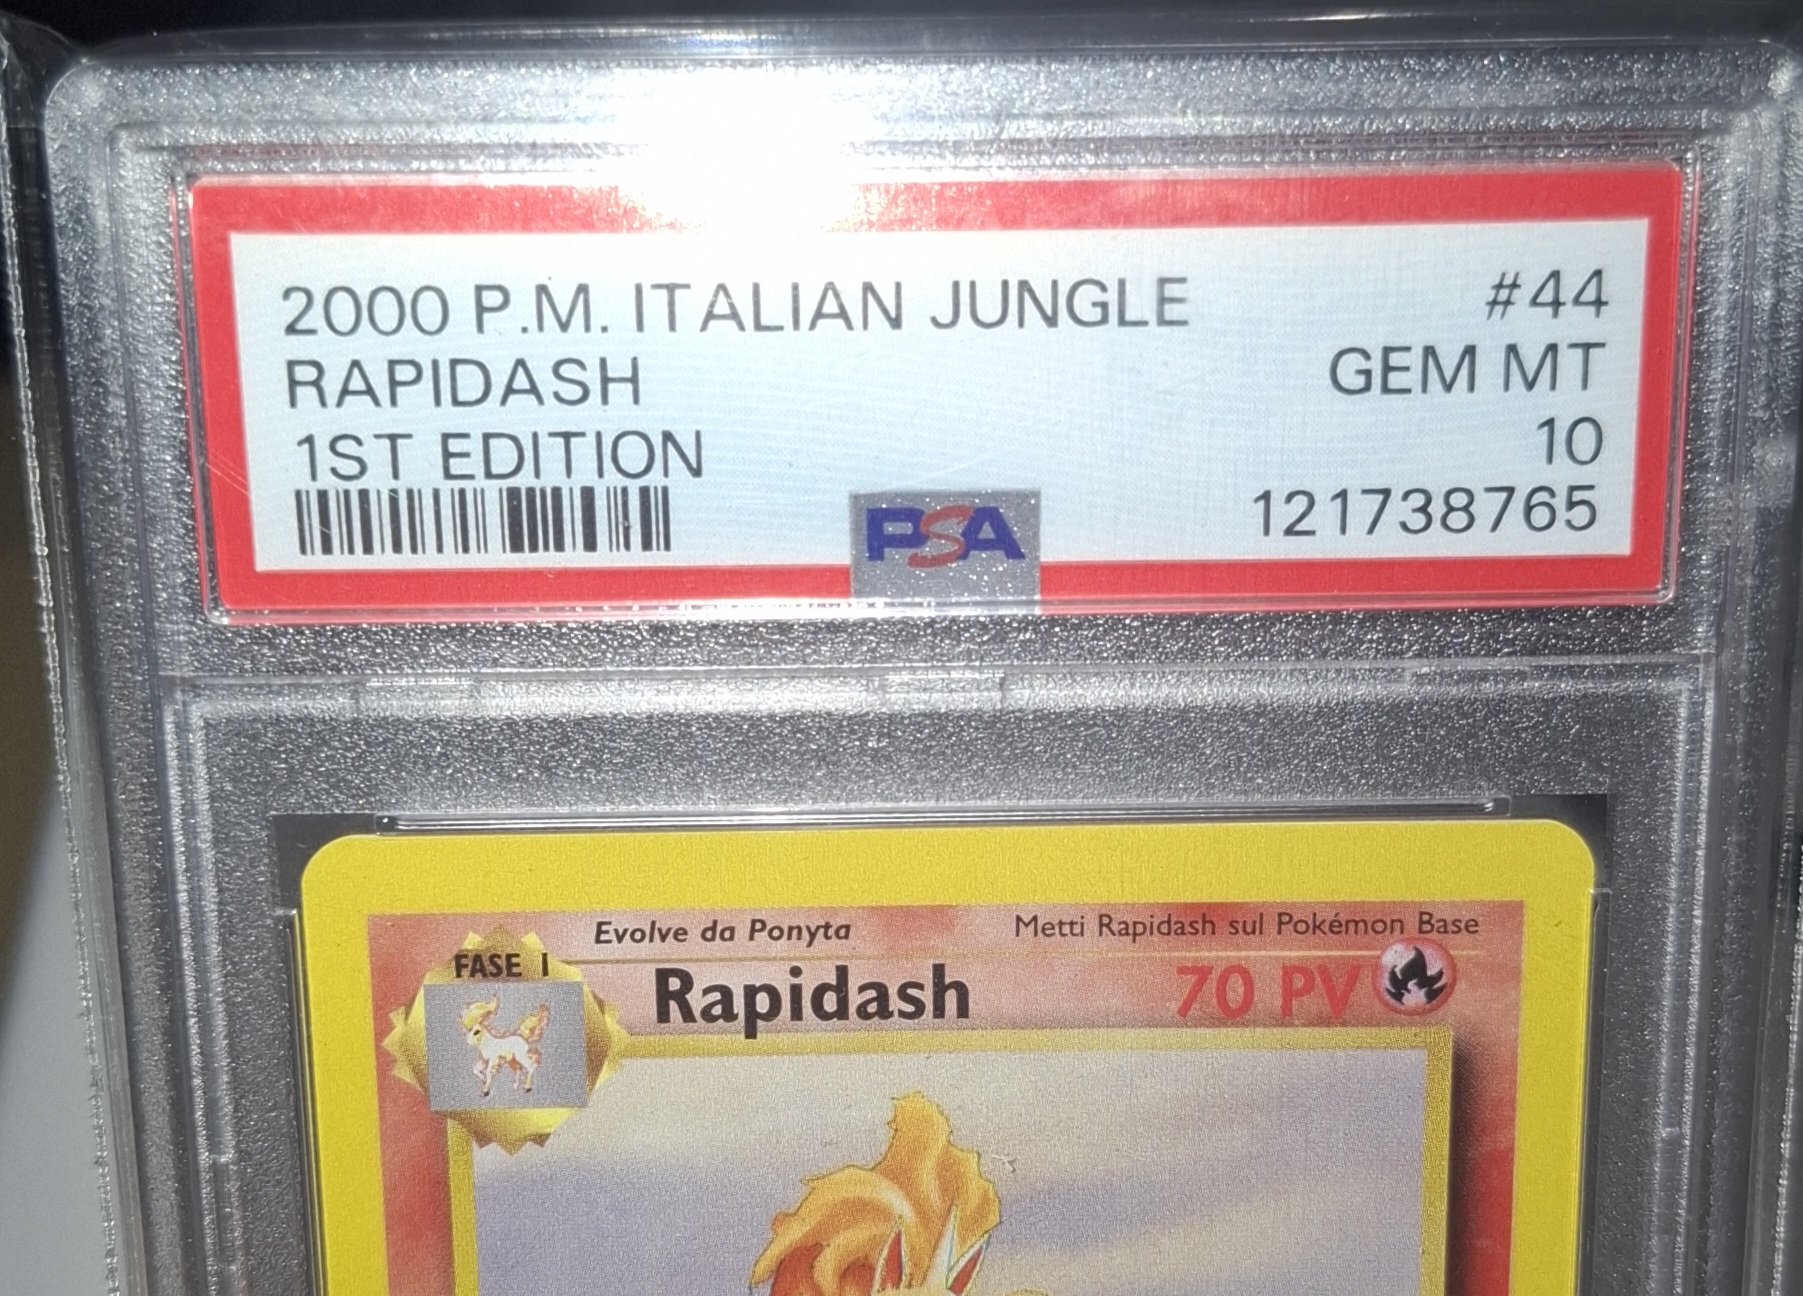 2000 P.M. ITALIAN JUNGLE #44
RAPIDASH GEM MT
1ST EDITION 10
121738765
PSA
Evolve da Ponyta Metti Rapidash sul Pokémon Base
FASE 1
Rapidash 70 PV